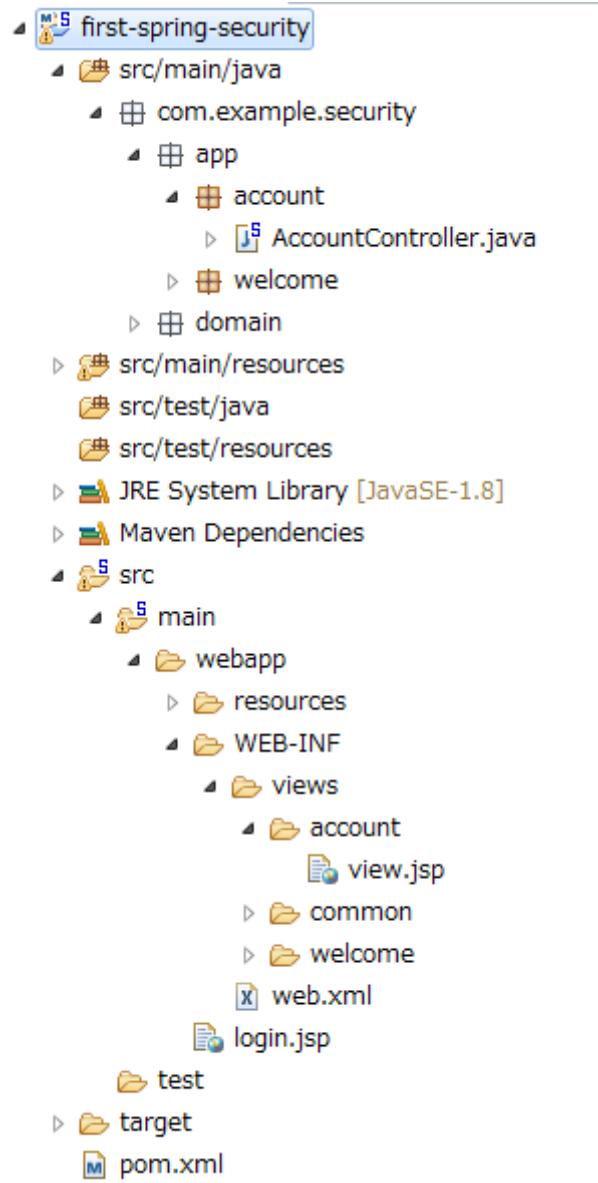 first-spring-security
src/main/java
com.example.security
app
account
AccountController.java
welcome
domain
src/main/resources
src/test/java
src/test/resources
JRE System Library [JavaSE-1.8]
Maven Dependencies
src
main
webapp
resources
WEB-INF
views
account
view.jsp
common
welcome
web.xml
login.jsp
test
target
pom.xml